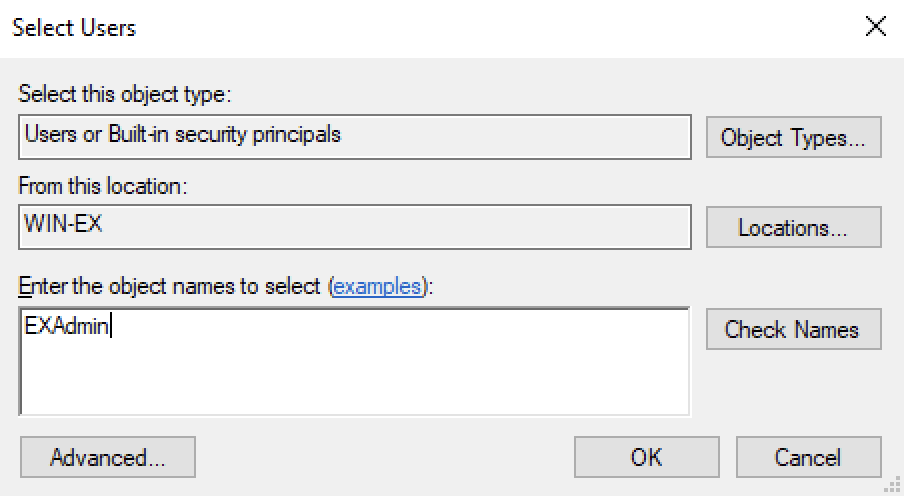 Select Users
Select this object type:
Users or Built-in security principals
Object Types...
From this location:
WIN-EX
Locations...
Enter the object names to select (examples):
EXAdmin
Check Names
Advanced...
OK
Cancel